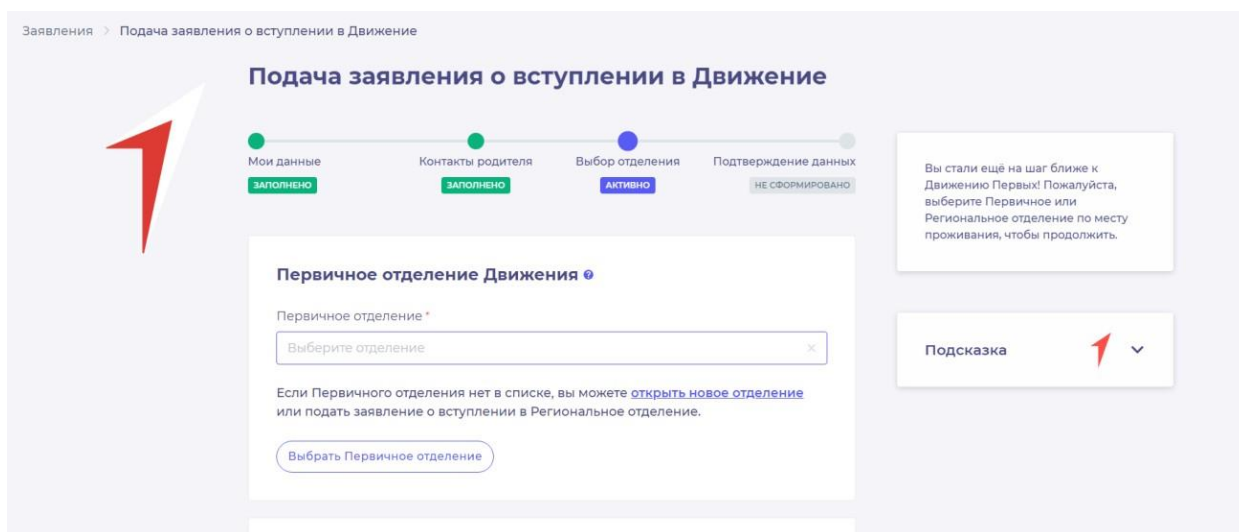 Заявления > Подача заявления о вступлении в Движение
Подача заявления о вступлении в Движение
Мои данные
ЗАПОЛНЕНО
Контакты родителя
ЗАПОЛНЕНО
Выбор отделения
АКТИВНО
Подтверждение данных
НЕ СФОРМИРОВАНО
Первичное отделение Движения ?
Первичное отделение *
Выберите отделение ×
Если Первичного отделения нет в списке, вы можете открыть новое отделение
или подать заявление о вступлении в Региональное отделение.
Выбрать Первичное отделение
Вы стали ещё на шаг ближе к
Движению Первых! Пожалуйста,
выберите Первичное или
Региональное отделение по месту
проживания, чтобы продолжить.
Подсказка